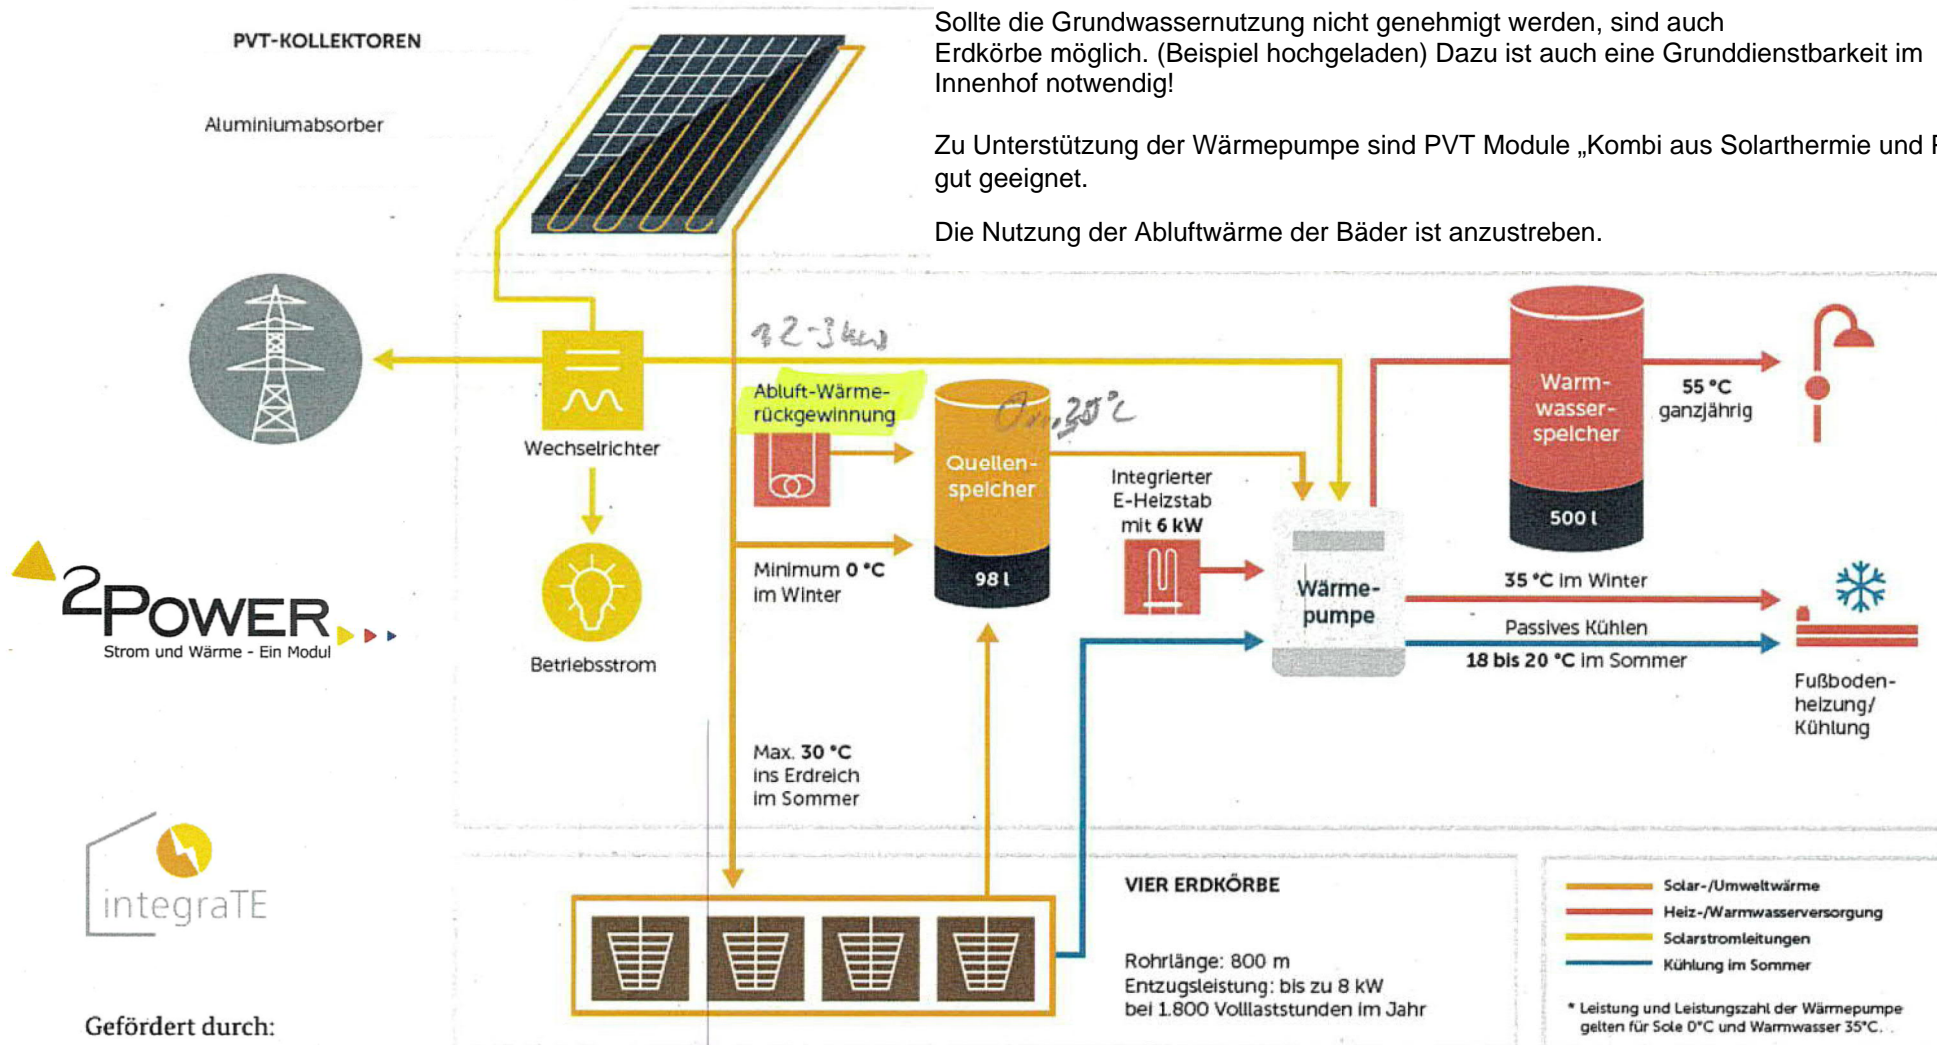 PVT-KOLLEKTOREN
Aluminiumabsorber
Sollte die Grundwassernutzung nicht genehmigt werden, sind auch
Erdkörbe möglich. (Beispiel hochgeladen) Dazu ist auch eine Grunddienstbarkeit im
Innenhof notwendig!
Zu Unterstützung der Wärmepumpe sind PVT Module „Kombi aus Solarthermie und
gut geeignet.
Die Nutzung der Abluftwärme der Bäder ist anzustreben.
Abluft-Wärme-
rückgewinnung
Wechselrichter
Quellen-
speicher
98 l
Integrierter
E-Heizstab
mit 6 kW
Warm-
wasser-
speicher
500 l
55 °C
ganzjährig
Minimum 0 °C
im Winter
Wärme-
pumpe
35 °C im Winter
Passives Kühlen
18 bis 20 °C im Sommer
Fußboden-
heizung/
Kühlung
2POWER
Strom und Wärme - Ein Modul
Betriebsstrom
Max. 30 °C
ins Erdreich
im Sommer
integraTE
Gefördert durch:
VIER ERDKÖRBE
Rohrlänge: 800 m
Entzugsleistung: bis zu 8 kW
bei 1.800 Volllaststunden im Jahr
Solar-/Umweltwärme
Heiz-/Warmwasserversorgung
Solarstromleitungen
Kühlung im Sommer
* Leistung und Leistungszahl der Wärmepumpe
gelten für Sole 0°C und Warmwasser 35°C.